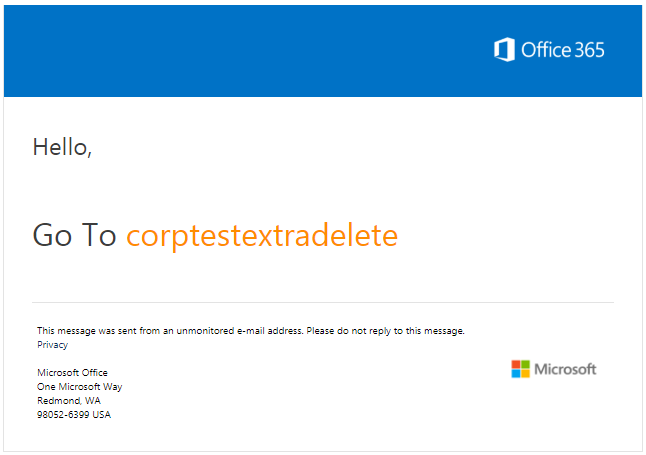 Office 365
Hello,
Go To corptestextradelete
This message was sent from an unmonitored e-mail address. Please do not reply to this message.
Privacy
Microsoft Office
One Microsoft Way
Redmond, WA
98052-6399 USA
Microsoft